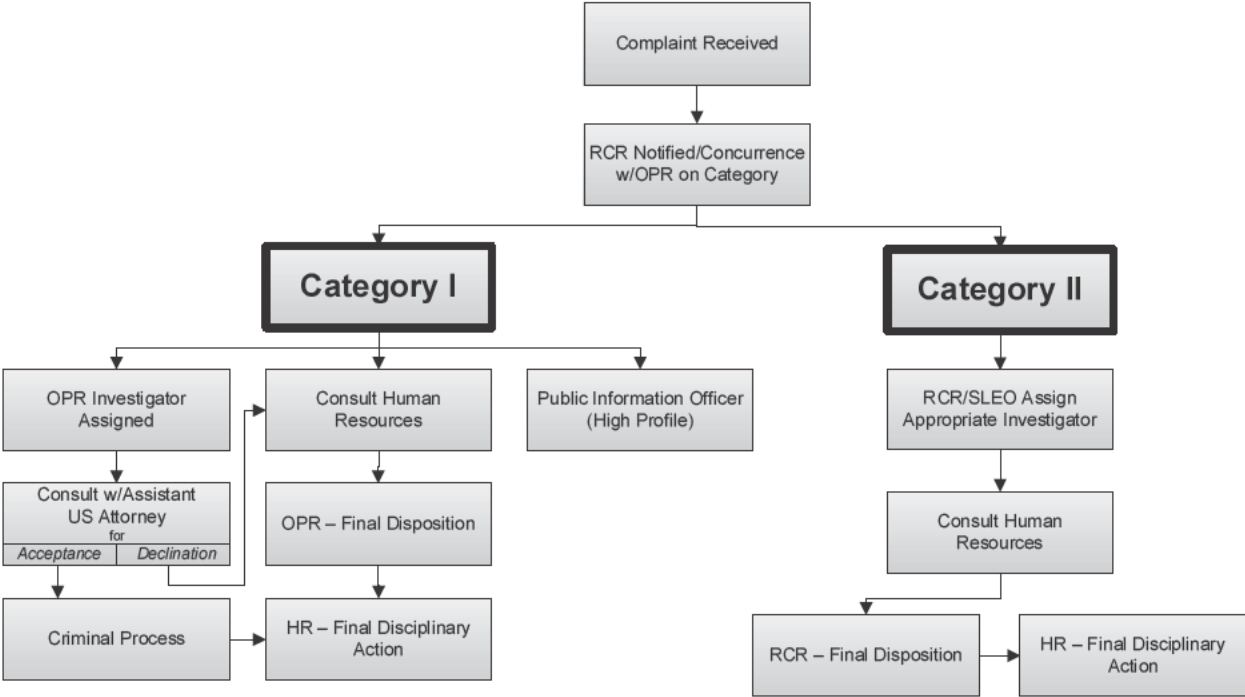 Complaint Received
RCR Notified/Concurrence
w/OPR on Category
Category I
Category II
OPR Investigator
Assigned
Consult Human
Resources
Public Information Officer
(High Profile)
RCR/SLEO Assign
Appropriate Investigator
Consult w/Assistant
US Attorney
for
Acceptance
Declination
OPR – Final Disposition
Consult Human
Resources
Criminal Process
HR – Final Disciplinary
Action
RCR – Final Disposition
HR – Final Disciplinary
Action